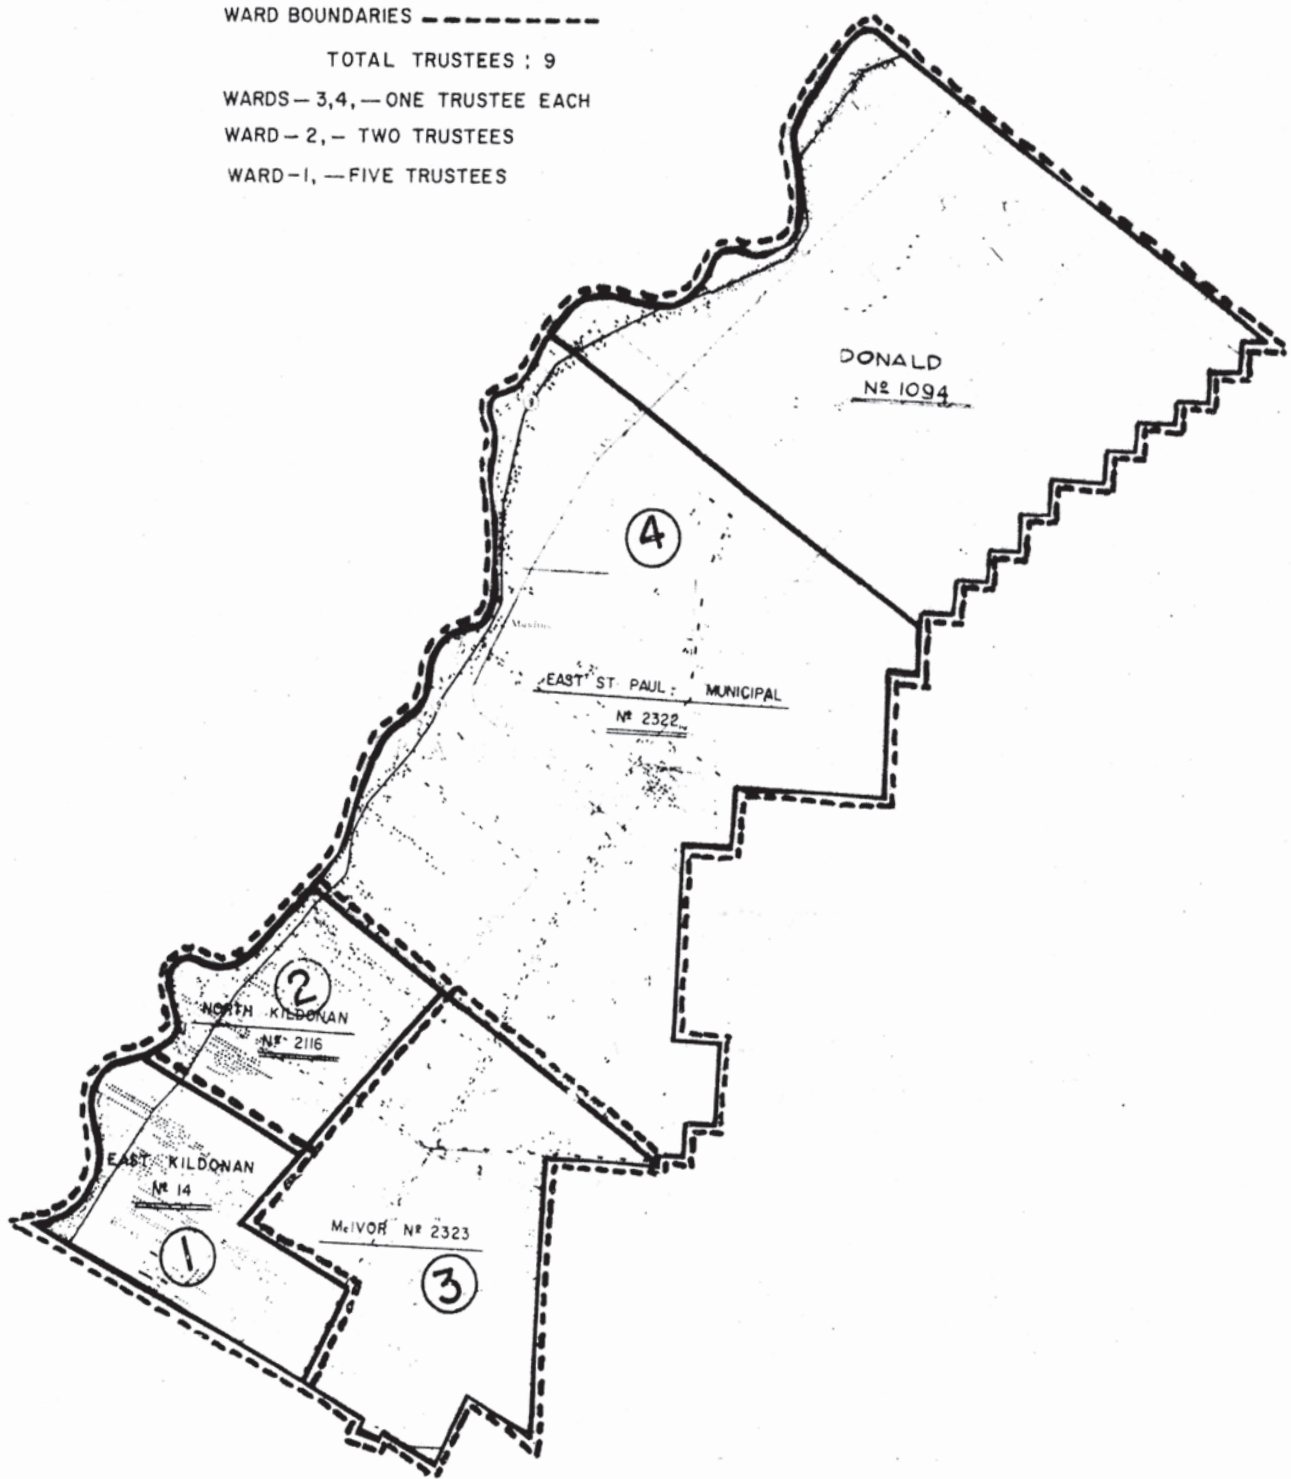 WARD BOUNDARIES
TOTAL TRUSTEES : 9
WARDS — 3,4, — ONE TRUSTEE EACH
WARD — 2, — TWO TRUSTEES
WARD — 1, — FIVE TRUSTEES
DONALD
Nº 1094
4
EAST ST. PAUL MUNICIPAL
Nº 2322
2
NORTH KILDONAN
Nº 2116
EAST KILDONAN
Nº 14
1
McIVOR Nº 2323
3